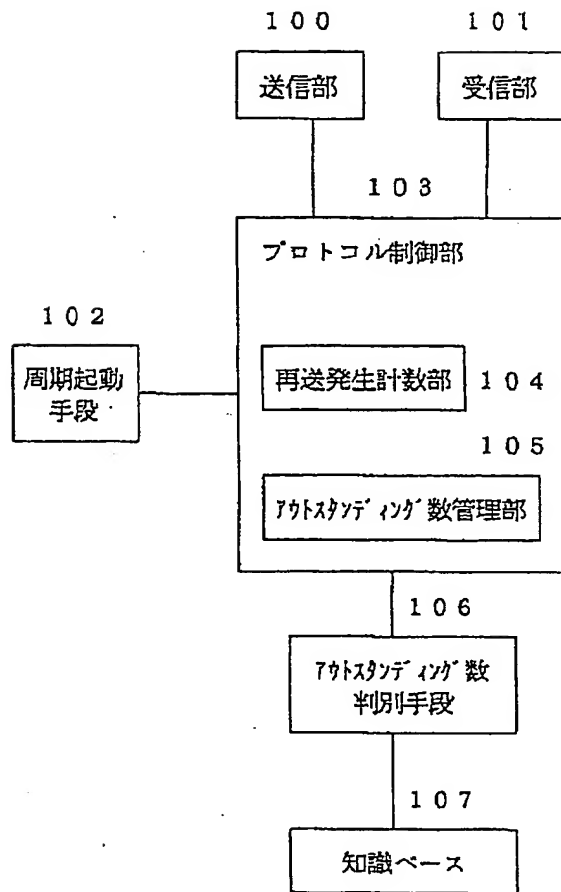 100 101
送信部 受信部
103
プロトコル制御部
102
周期起動
手段
再送発生計数部 104
105
アウトスタンディング数管理部
106
アウトスタンディング数
判別手段
107
知識ベース